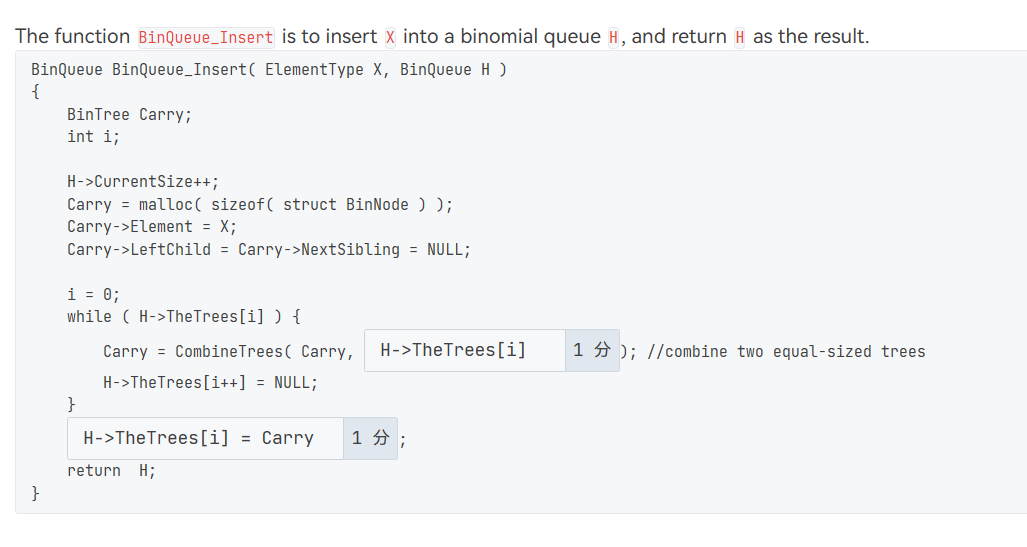 The function BinQueue_Insert is to insert X into a binomial queue H, and return H as the result.
BinQueue BinQueue_Insert( ElementType X, BinQueue H )
{
    BinTree Carry;
    int i;

    H->CurrentSize++;
    Carry = malloc( sizeof( struct BinNode ) );
    Carry->Element = X;
    Carry->LeftChild = Carry->NextSibling = NULL;

    i = 0;
    while ( H->TheTrees[i] ) {
        Carry = CombineTrees( Carry, H->TheTrees[i] 1 分 ); //combine two equal-sized trees
        H->TheTrees[i++] = NULL;
    }
    H->TheTrees[i] = Carry 1 分 ;
    return  H;
}